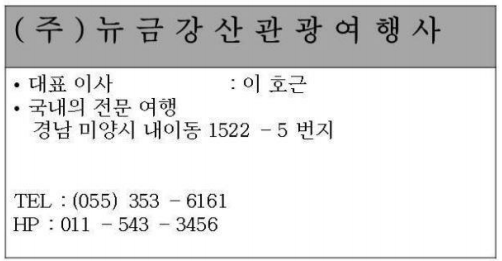 (주)뉴금강산관광여행사
• 대표 이사 : 이 호근
• 국내의 전문 여행
경남 미양시 내이동 1522 - 5 번지
TEL : (055) 353 - 6161
HP : 011 - 543 - 3456